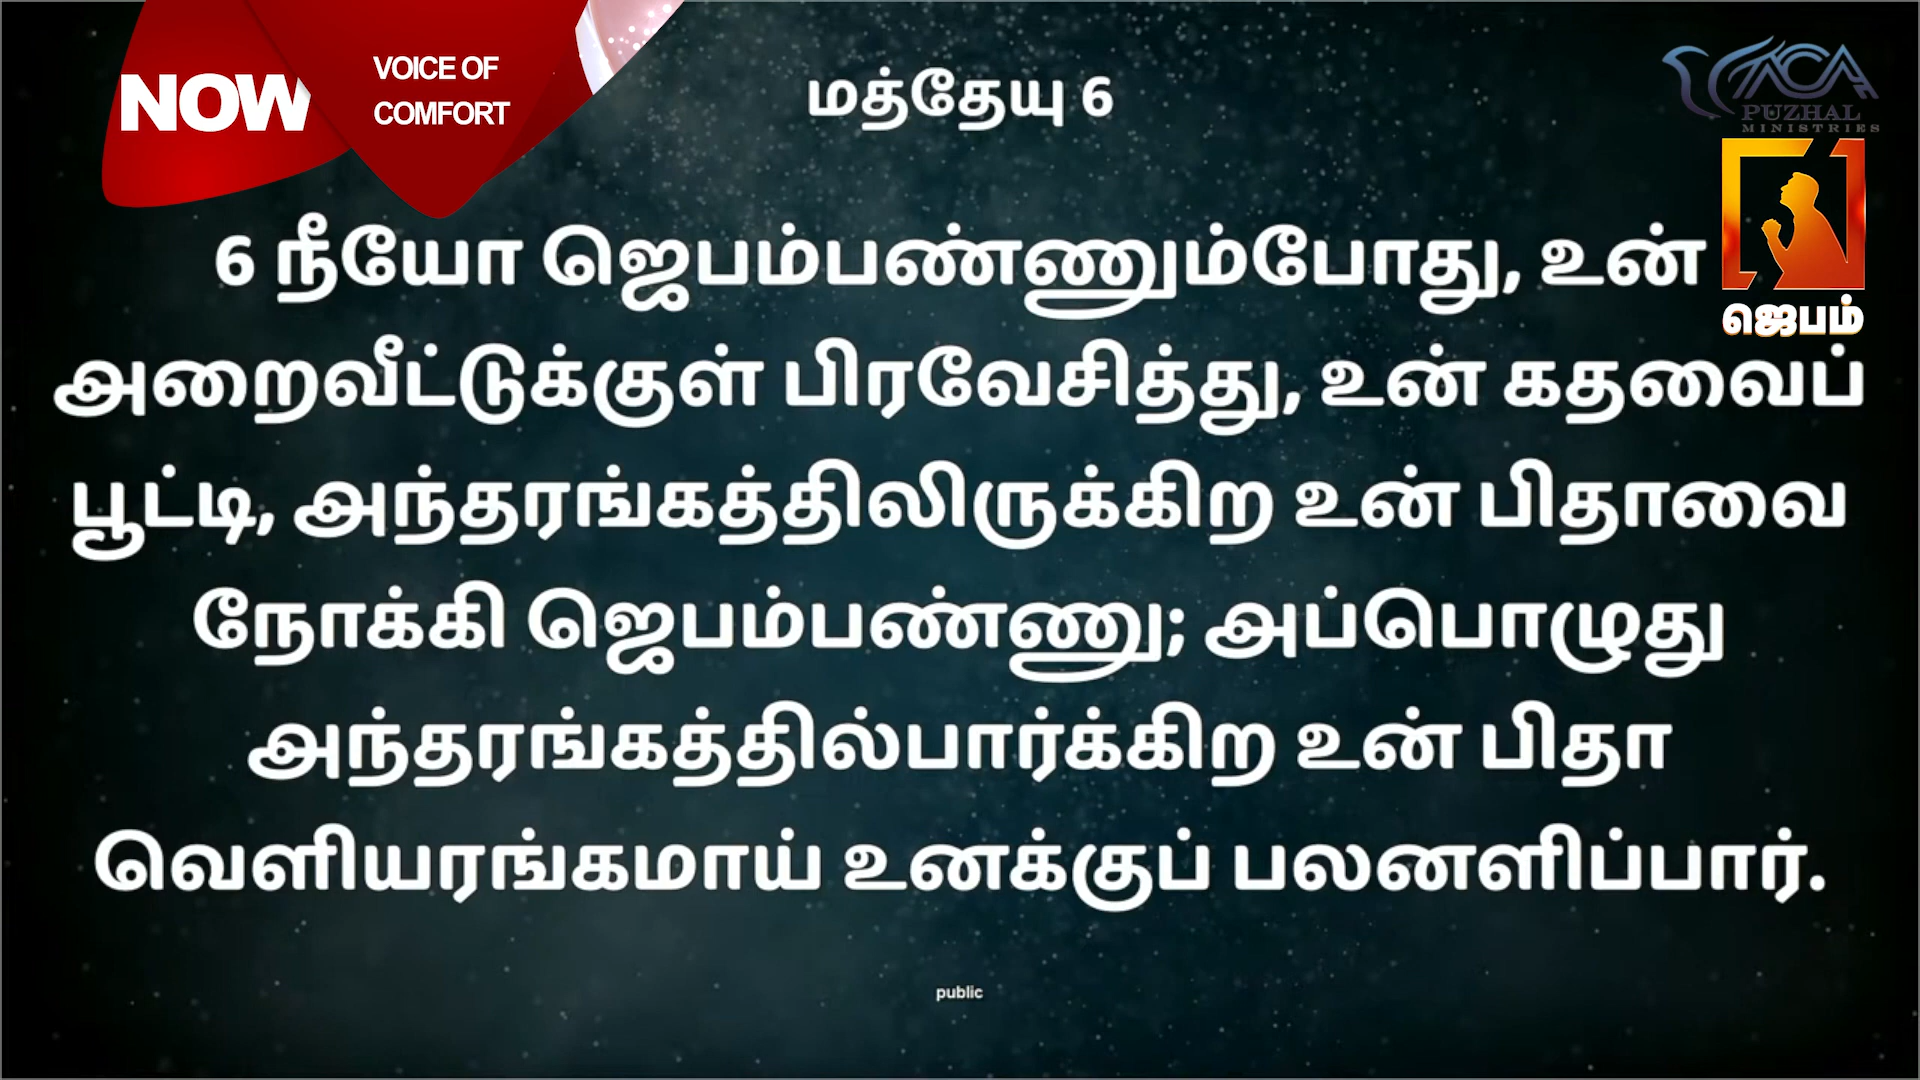 NOW
VOICE OF
COMFORT
மத்தேயு 6
ACA
PUZHAL
MINISTRIES
ஜெபம்
6 நீயோ ஜெபம்பண்ணும்போது, உன்
அறைவீட்டுக்குள் பிரவேசித்து, உன் கதவைப்
பூட்டி, அந்தரங்கத்திலிருக்கிற உன் பிதாவை
நோக்கி ஜெபம்பண்ணு; அப்பொழுது
அந்தரங்கத்தில்பார்க்கிற உன் பிதா
வெளியரங்கமாய் உனக்குப் பலனளிப்பார்.
public